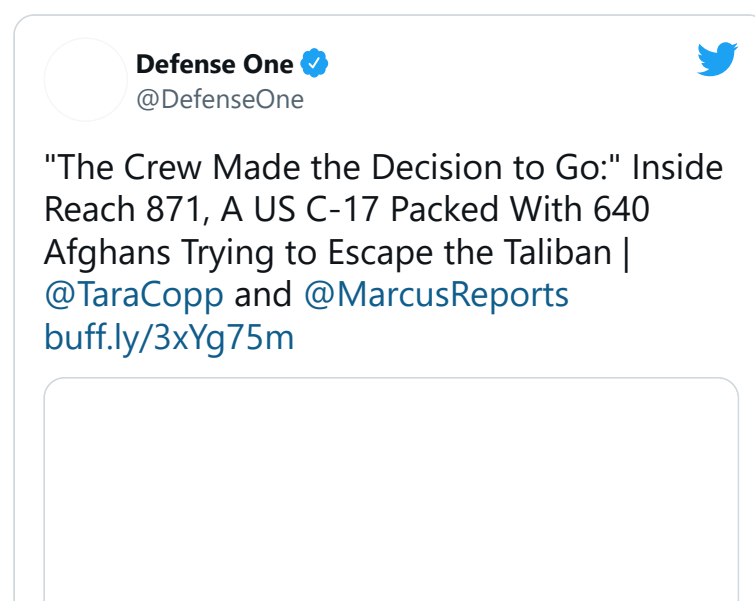 Defense One
@DefenseOne
"The Crew Made the Decision to Go:" Inside
Reach 871, A US C-17 Packed With 640
Afghans Trying to Escape the Taliban |
@TaraCopp and @MarcusReports
buff.ly/3xYg75m